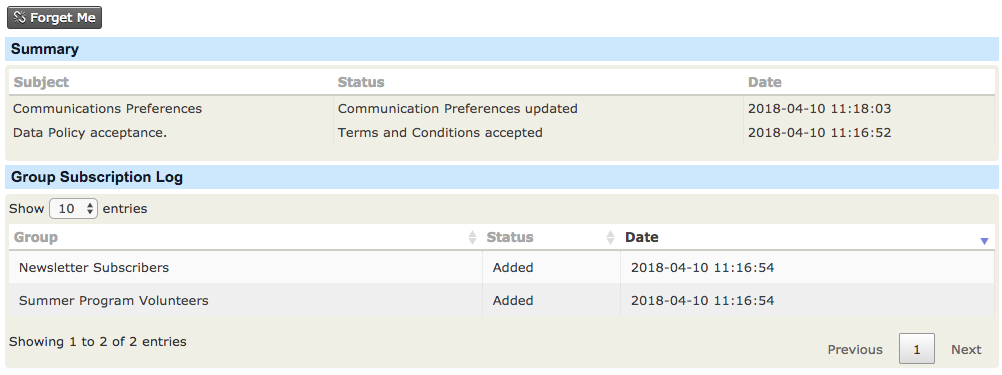 Forget Me
Summary
Subject Status Date
Communications Preferences Communication Preferences updated 2018-04-10 11:18:03
Data Policy acceptance. Terms and Conditions accepted 2018-04-10 11:16:52
Group Subscription Log
Show 10 entries
Group Status Date
Newsletter Subscribers Added 2018-04-10 11:16:54
Summer Program Volunteers Added 2018-04-10 11:16:54
Showing 1 to 2 of 2 entries
Previous 1 Next